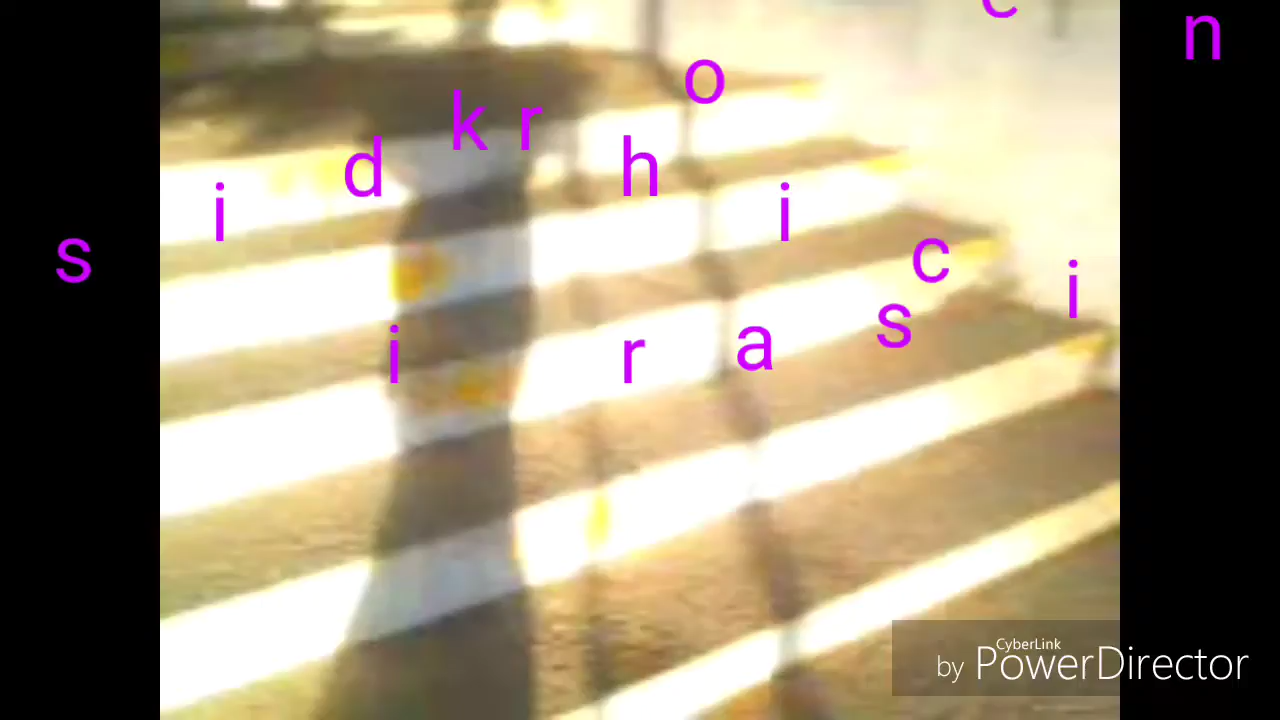 s i d k r h o i c i n
i r a s
CyberLink
by PowerDirector